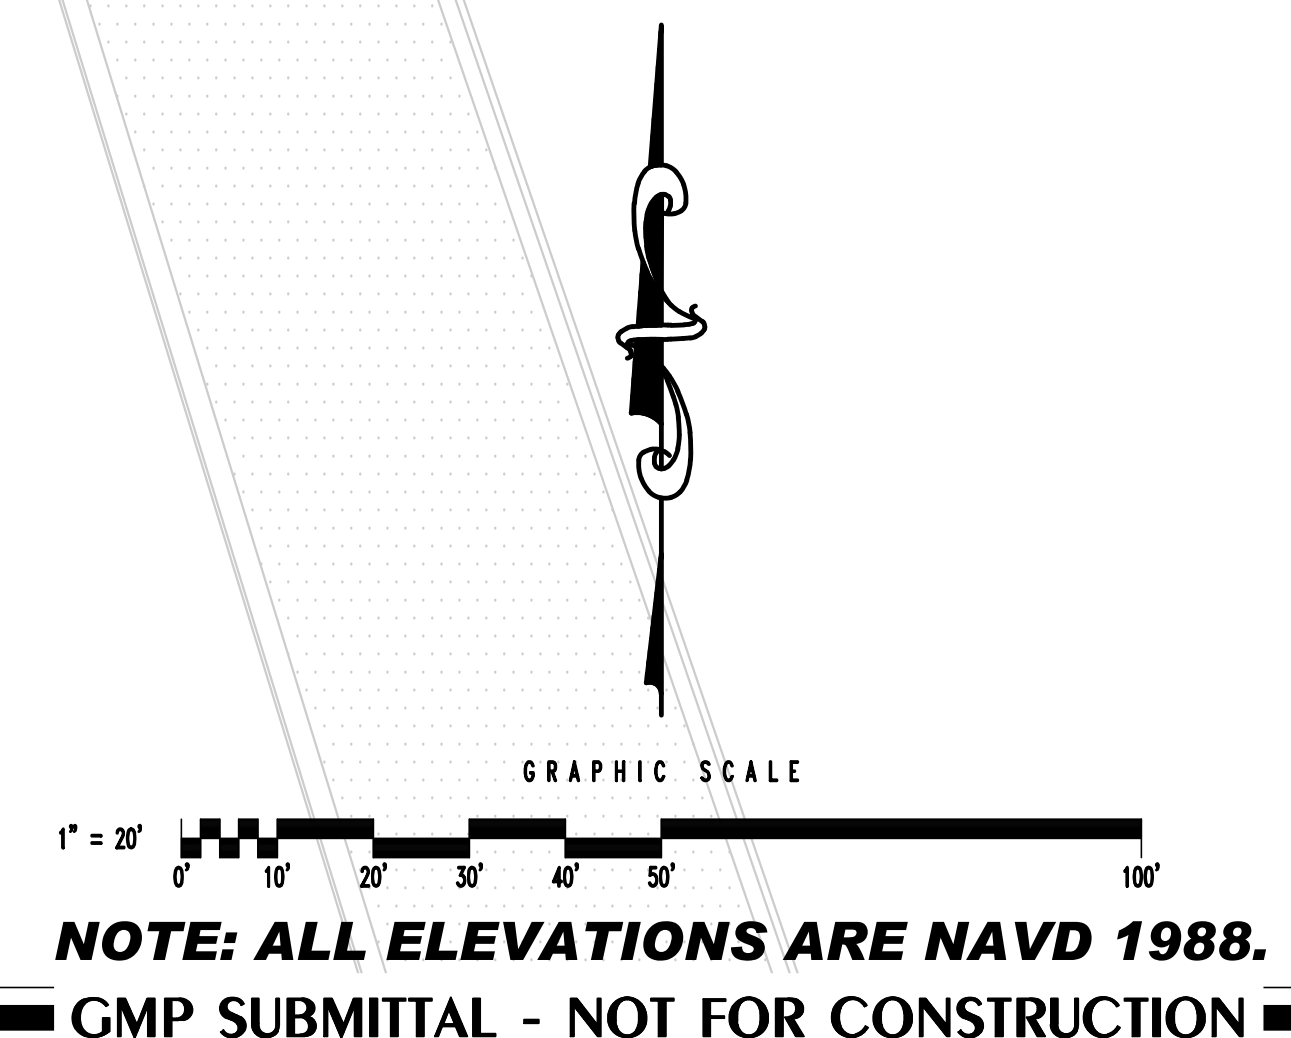 GRAPHIC SCALE
1" = 20'
0' 10' 20' 30' 40' 50' 100'
NOTE: ALL ELEVATIONS ARE NAVD 1988.
GMP SUBMITTAL - NOT FOR CONSTRUCTION